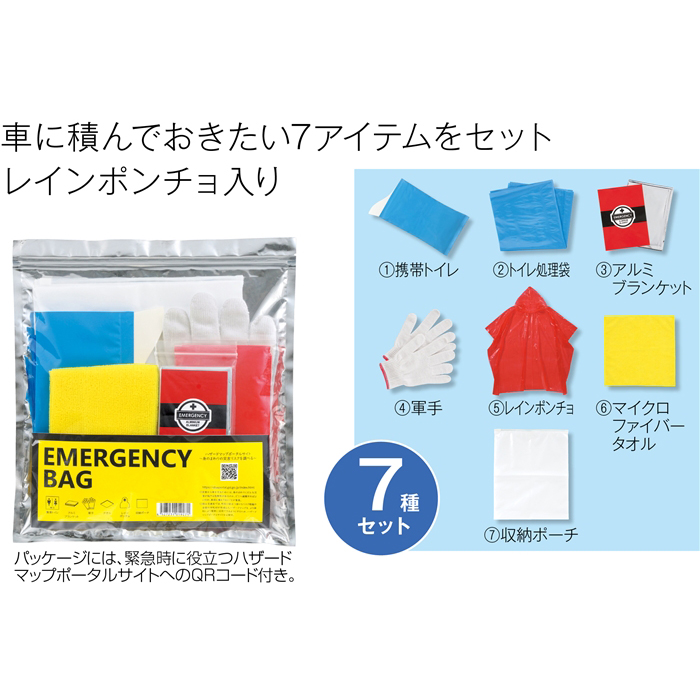 車に積んでおきたい7アイテムをセット
レインポンチョ入り
①携帯トイレ
②トイレ処理袋
③アルミ
ブランケット
④軍手
⑤レインポンチョ
⑥マイクロ
ファイバー
タオル
7種
セット
⑦収納ポーチ
EMERGENCY
EMERGENCY
EMERGENCY
BAG
パッケージには、緊急時に役立つハザード
マップポータルサイトへのQRコード付き。